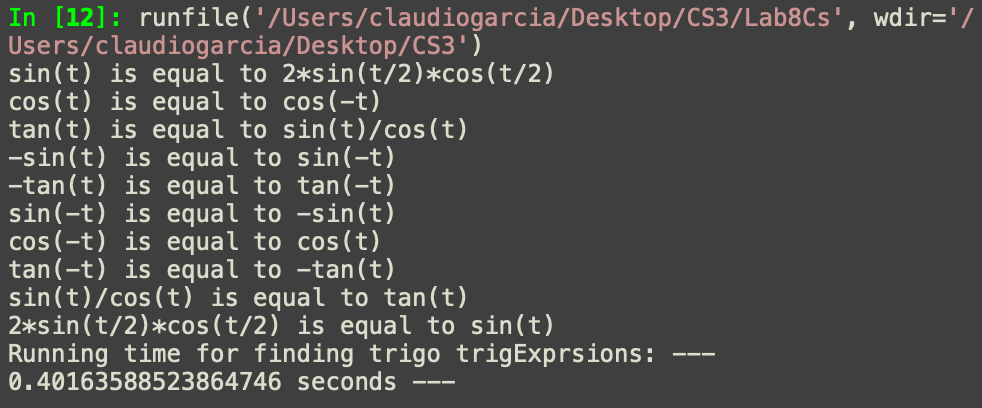 In [12]: runfile('/Users/claudiogarcia/Desktop/CS3/Lab8Cs', wdir='/
Users/claudiogarcia/Desktop/CS3')
sin(t) is equal to 2*sin(t/2)*cos(t/2)
cos(t) is equal to cos(-t)
tan(t) is equal to sin(t)/cos(t)
-sin(t) is equal to sin(-t)
-tan(t) is equal to tan(-t)
sin(-t) is equal to -sin(t)
cos(-t) is equal to cos(t)
tan(-t) is equal to -tan(t)
sin(t)/cos(t) is equal to tan(t)
2*sin(t/2)*cos(t/2) is equal to sin(t)
Running time for finding trigo trigExprsions: ---
0.40163588523864746 seconds ---